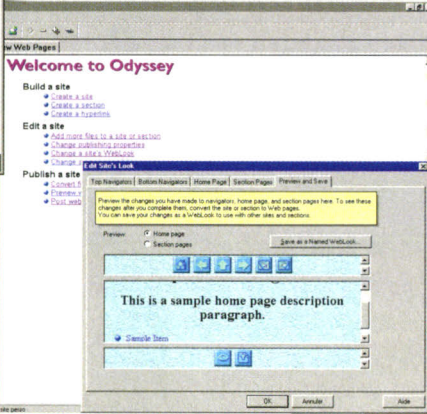 w Web Pages
Welcome to Odyssey
Build a site
Create a site
Create a section
Create a hyperlink
Edit a site
Add more files to a site or section
Change publishing properties
Change a site's WebLook
Change
Publish a site
Convert
Preview
Post web
Edit Site's Look
Top Navigators
Bottom Navigators
Home Page
Section Pages
Preview and Save
Preview the changes you have made to navigators, home page, and section pages here. To see these
changes after you complete them, convert the site or section to Web pages.
You can save your changes as a WebLook to use with other sites and sections.
Preview:
Home page
Section pages
Save as a Named WebLook...
This is a sample home page description
paragraph.
Sample Item
OK
Annuler
Aide